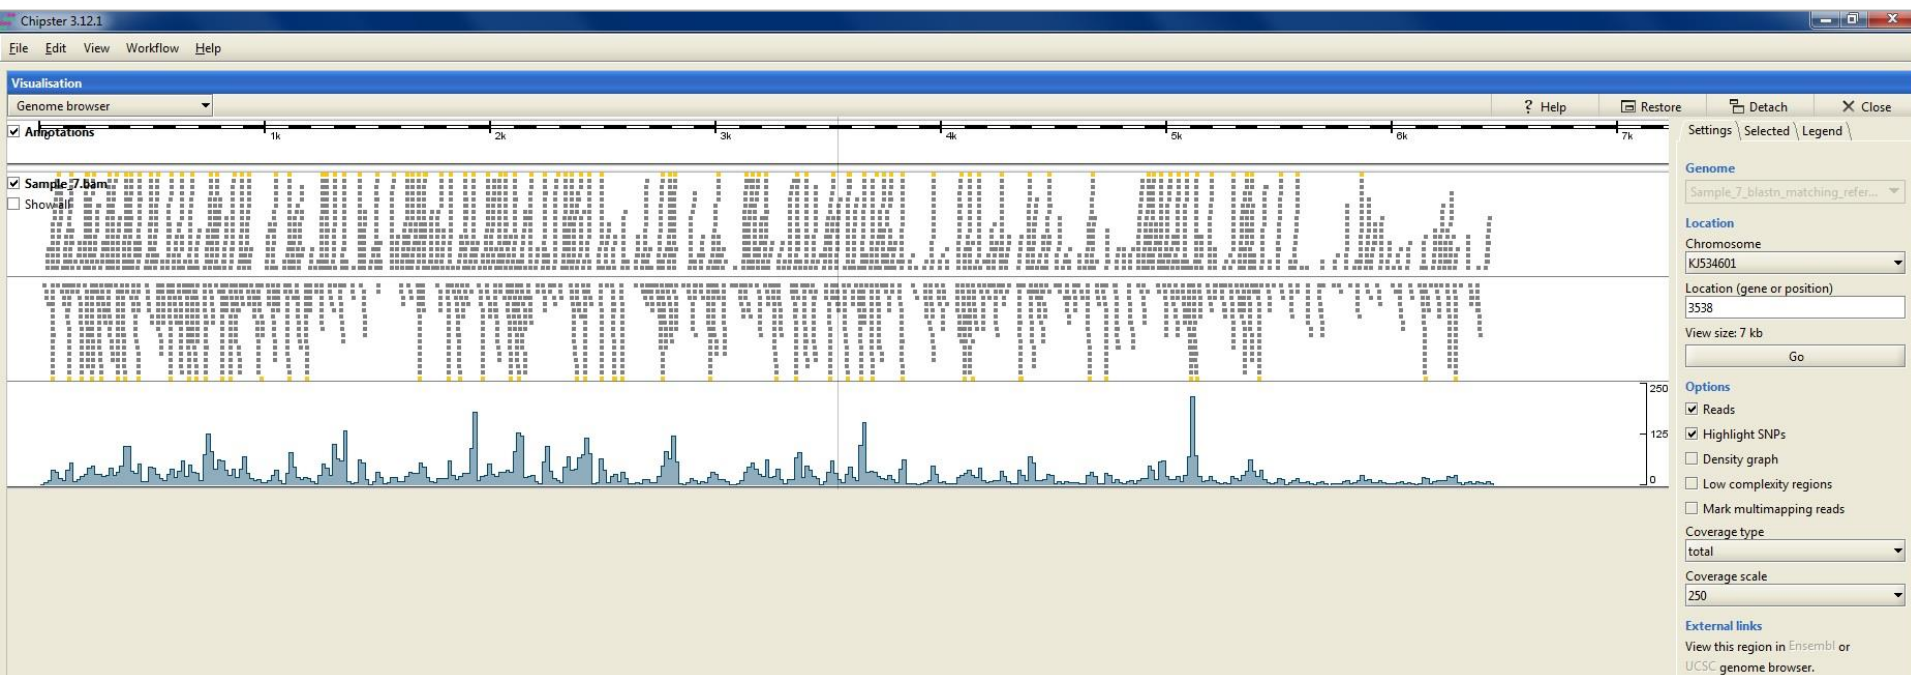 Chipster 3.12.1
File Edit View Workflow Help
Visualisation
Genome browser
? Help Restore Detach X Close
Annotations
1k 2k 3k 4k 5k 6k 7k
Sample_7.bam
Show all
250
125
0
Settings Selected Legend
Genome
Sample_7_blastn_matching_refer...
Location
Chromosome
KJ534601
Location (gene or position)
3538
View size: 7 kb
Go
Options
Reads
Highlight SNPs
Density graph
Low complexity regions
Mark multimapping reads
Coverage type
total
Coverage scale
250
External links
View this region in Ensembl or
UCSC genome browser.